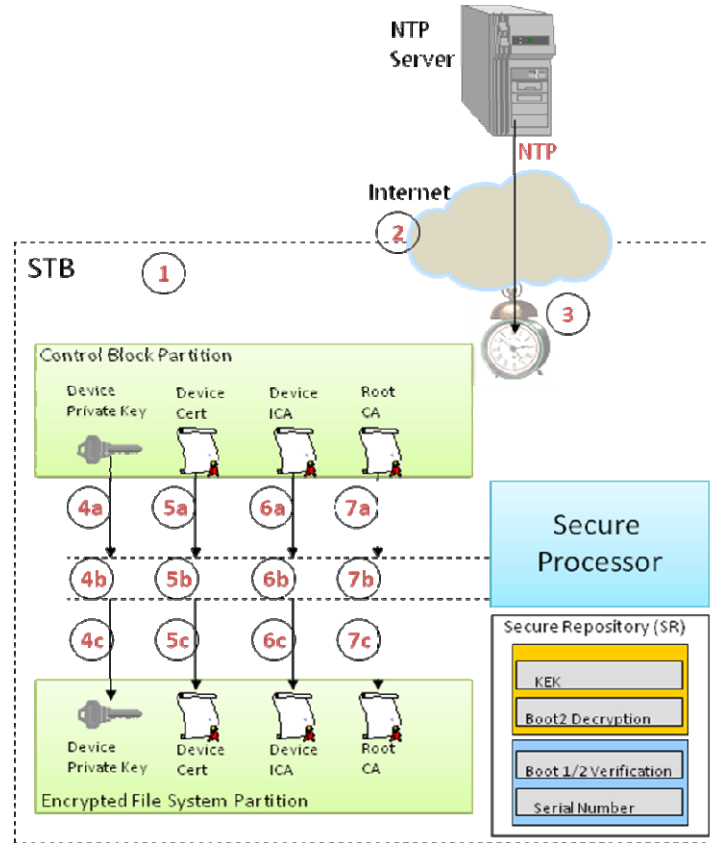 NTP
Server
NTP
Internet
2
STB
1
3
Control Block Partition
Device
Private Key
Device
Cert
Device
ICA
Root
CA
4a
5a
6a
7a
Secure
Processor
4b
5b
6b
7b
4c
5c
6c
7c
Secure Repository (SR)
KEK
Boot2 Decryption
Boot 1/2 Verification
Serial Number
Device
Private Key
Device
Cert
Device
ICA
Root
CA
Encrypted File System Partition